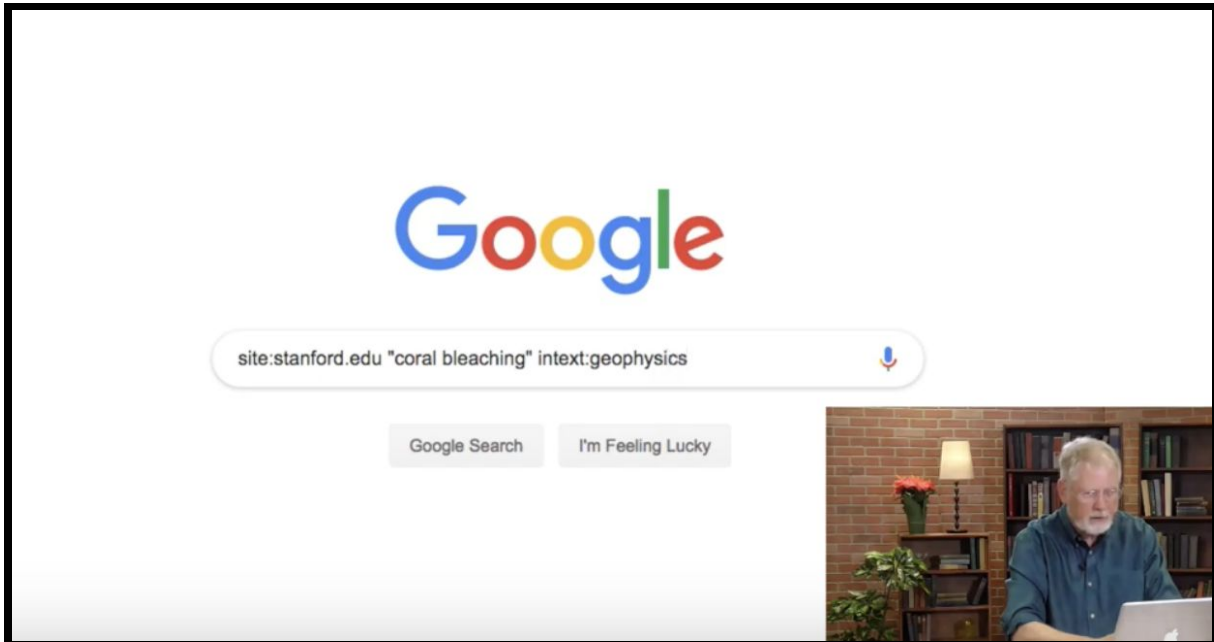 Google
site:stanford.edu "coral bleaching" intext:geophysics
Google Search
I'm Feeling Lucky